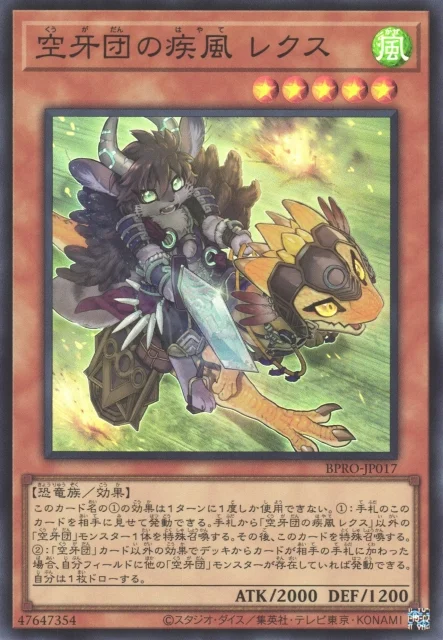 空牙団の疾風 レクス
風
BPRO-JP017
【恐竜族／効果】
このカード名の①の効果は１ターンに１度しか使用できない。①：手札のこの
カードを相手に見せて発動できる。手札から「空牙団の疾風 レクス」以外の
「空牙団」モンスター１体を特殊召喚する。その後、このカードを特殊召喚する。
②：「空牙団」カード以外の効果でデッキからカードが相手の手札に加わった
場合、自分フィールドに他の「空牙団」モンスターが存在していれば発動できる。
自分は１枚ドローする。
ATK/2000 DEF/1200
47647354
©スタジオ・ダイス／集英社・テレビ東京・KONAMI